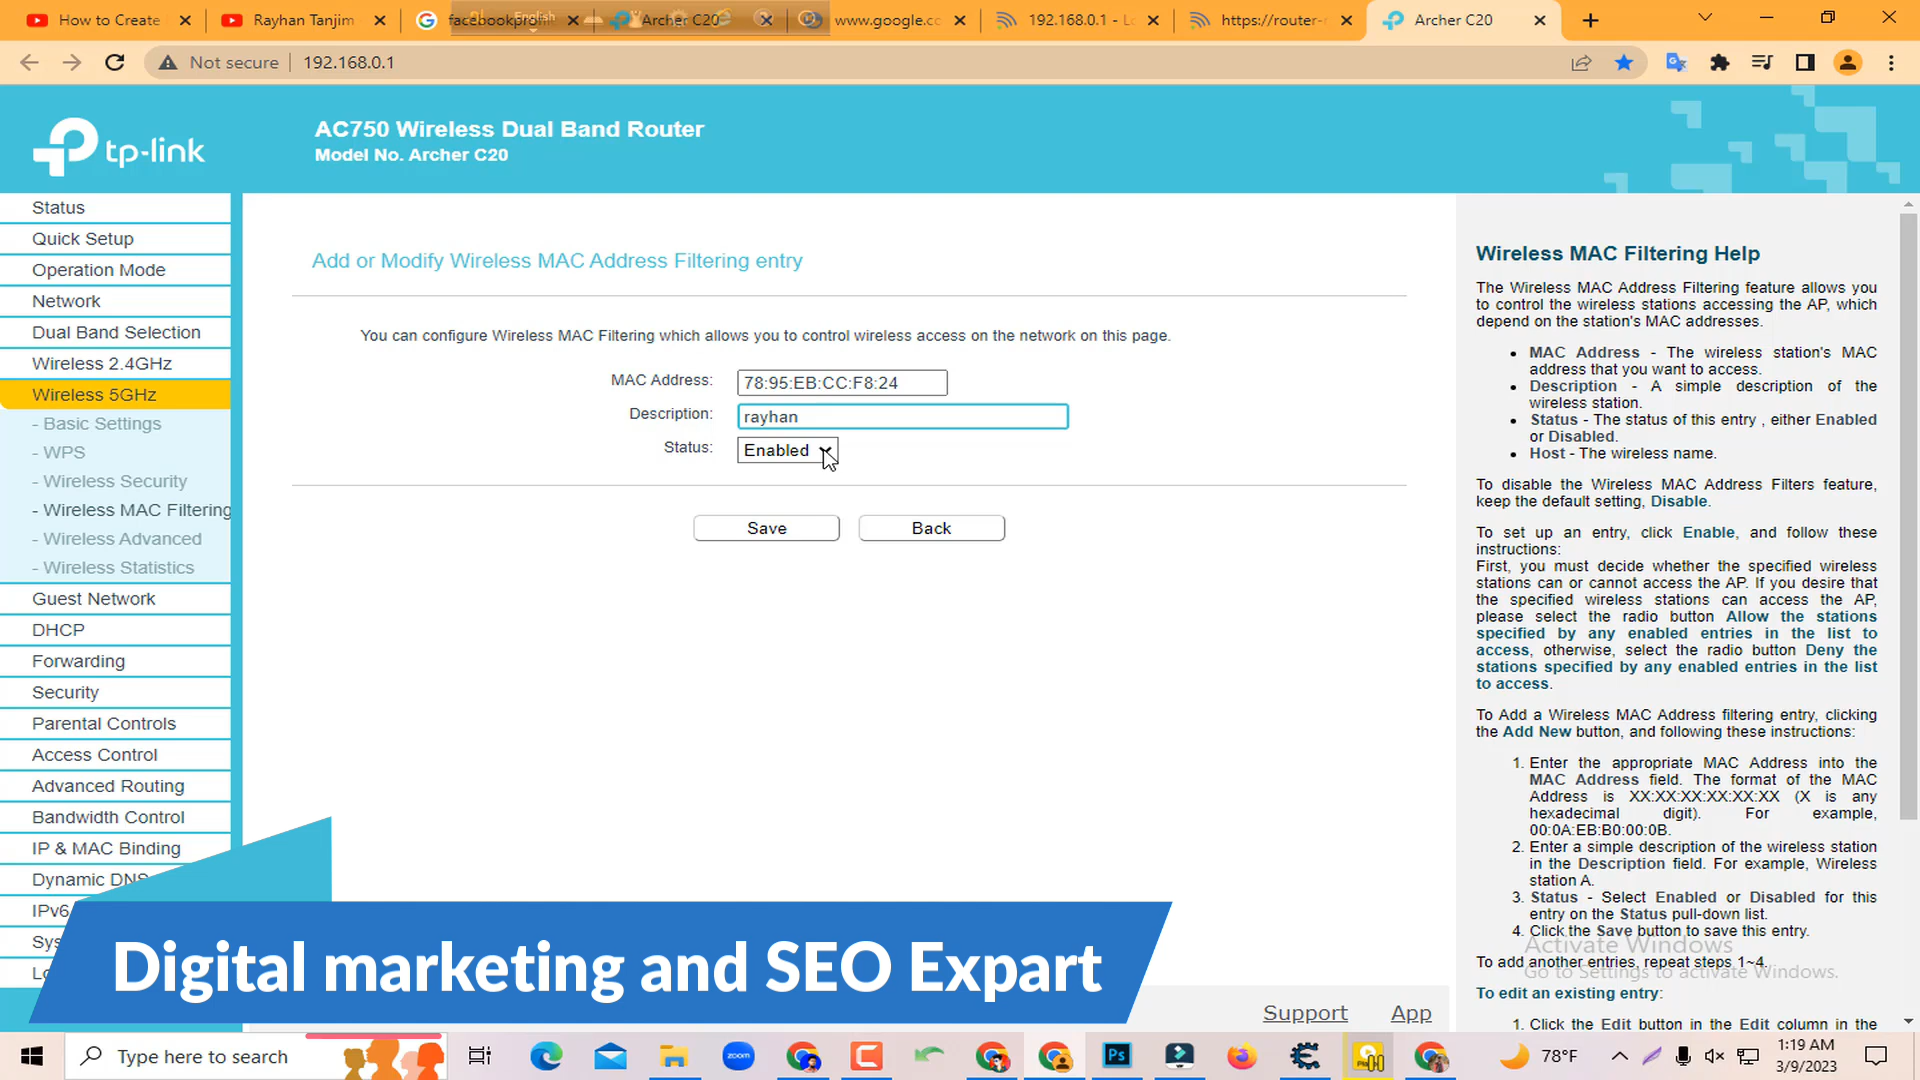 How to Create
Rayhan Tanjim
facebookprom
English
Archer C20
www.google.co
192.168.0.1 - Lo
https://router-
Archer C20
Not secure
192.168.0.1
tp-link
AC750 Wireless Dual Band Router
Model No. Archer C20
Status
Quick Setup
Operation Mode
Network
Dual Band Selection
Wireless 2.4GHz
Wireless 5GHz
- Basic Settings
- WPS
- Wireless Security
- Wireless MAC Filtering
- Wireless Advanced
- Wireless Statistics
Guest Network
DHCP
Forwarding
Security
Parental Controls
Access Control
Advanced Routing
Bandwidth Control
IP & MAC Binding
Dynamic DNS
IPv6
Sys
Lo
Add or Modify Wireless MAC Address Filtering entry
You can configure Wireless MAC Filtering which allows you to control wireless access on the network on this page.
MAC Address: 78:95:EB:CC:F8:24
Description: rayhan
Status: Enabled
Save
Back
Wireless MAC Filtering Help
The Wireless MAC Address Filtering feature allows you
to control the wireless stations accessing the AP, which
depend on the station's MAC addresses.
• MAC Address - The wireless station's MAC
address that you want to access.
• Description - A simple description of the
wireless station.
• Status - The status of this entry , either Enabled
or Disabled.
• Host - The wireless name.
To disable the Wireless MAC Address Filters feature,
keep the default setting, Disable.
To set up an entry, click Enable, and follow these
instructions:
First, you must decide whether the specified wireless
stations can or cannot access the AP. If you desire that
the specified wireless stations can access the AP,
please select the radio button Allow the stations
specified by any enabled entries in the list to
access, otherwise, select the radio button Deny the
stations specified by any enabled entries in the list
to access.
To Add a Wireless MAC Address filtering entry, clicking
the Add New button, and following these instructions:
1. Enter the appropriate MAC Address into the
MAC Address field. The format of the MAC
Address is XX:XX:XX:XX:XX:XX (X is any
hexadecimal digit). For example,
00:0A:EB:B0:00:0B.
2. Enter a simple description of the wireless station
in the Description field. For example, Wireless
station A.
3. Status - Select Enabled or Disabled for this
entry on the Status pull-down list.
4. Click the Save button to save this entry.
Activate Windows
To add another entries, repeat steps 1~4.
Go to Settings to activate Windows.
To edit an existing entry:
1. Click the Edit button in the Edit column in the
Digital marketing and SEO Expart
Support
App
Type here to search
zoom
Ps
78°F
1:19 AM
3/9/2023